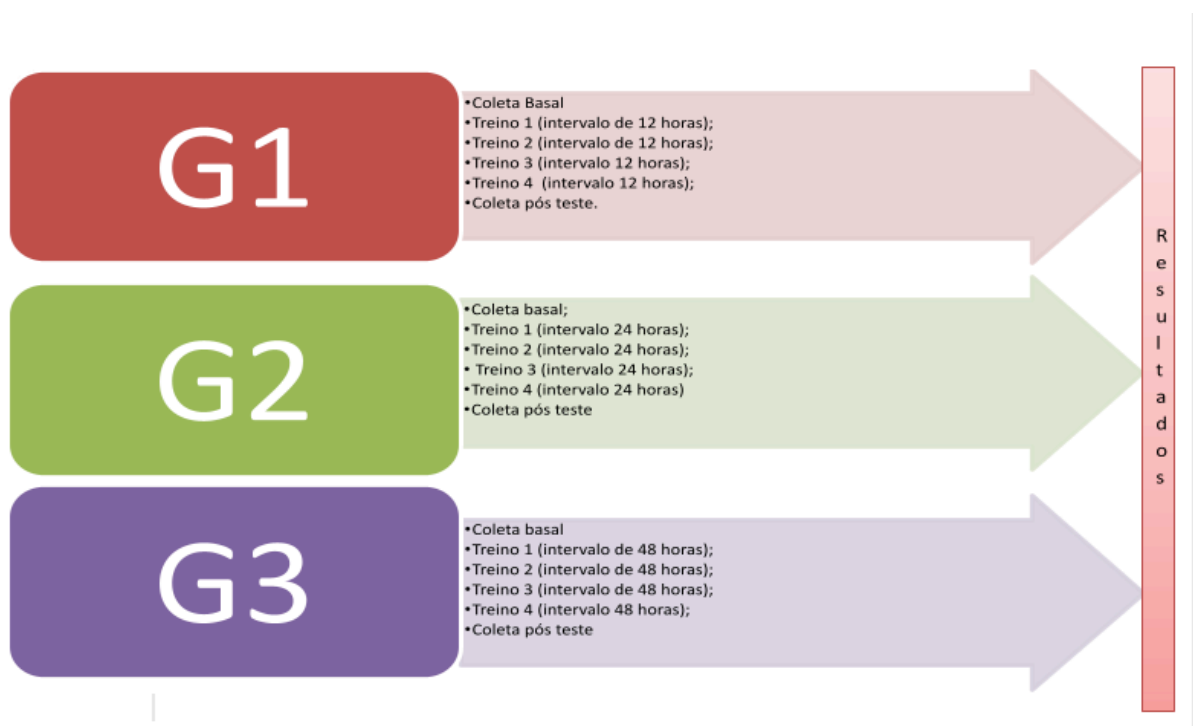 G1
•Coleta Basal
•Treino 1 (intervalo de 12 horas);
•Treino 2 (intervalo de 12 horas);
•Treino 3 (intervalo 12 horas);
•Treino 4  (intervalo 12 horas);
•Coleta pós teste.
G2
•Coleta basal;
•Treino 1 (intervalo 24 horas);
•Treino 2 (intervalo 24 horas);
• Treino 3 (intervalo 24 horas);
•Treino 4 (intervalo 24 horas)
•Coleta pós teste
G3
•Coleta basal
•Treino 1 (intervalo de 48 horas);
•Treino 2 (intervalo de 48 horas);
•Treino 3 (intervalo de 48 horas);
•Treino 4 (intervalo 48 horas);
•Coleta pós teste
Resultados